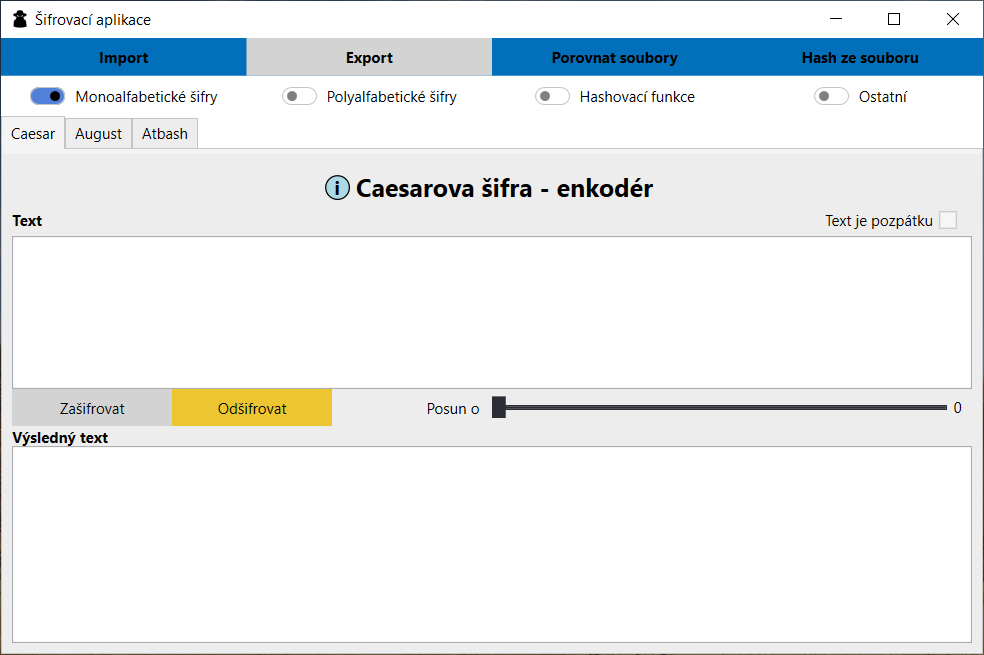 Šifrovací aplikace
Import Export Porovnat soubory Hash ze souboru
Monoalfabetické šifry Polyalfabetické šifry Hashovací funkce Ostatní
Caesar August Atbash
i Caesarova šifra - enkodér
Text Text je pozpátku
Zašifrovat Odšifrovat Posun o 0
Výsledný text